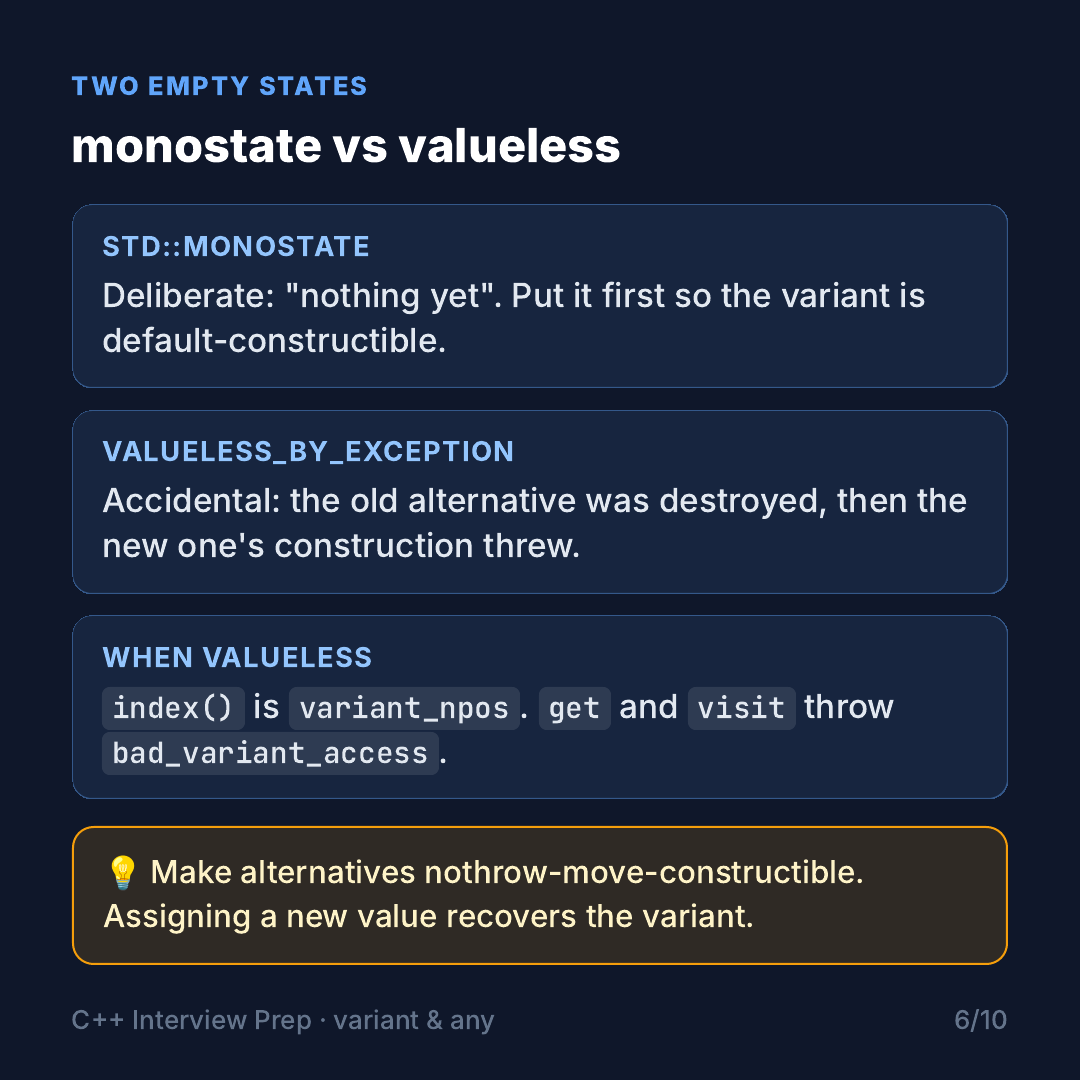 TWO EMPTY STATES
monostate vs valueless
STD::MONOSTATE
Deliberate: "nothing yet". Put it first so the variant is
default-constructible.
VALUELESS_BY_EXCEPTION
Accidental: the old alternative was destroyed, then the
new one's construction threw.
WHEN VALUELESS
index() is variant_npos. get and visit throw
bad_variant_access.
💡 Make alternatives nothrow-move-constructible.
Assigning a new value recovers the variant.
C++ Interview Prep · variant & any
6/10